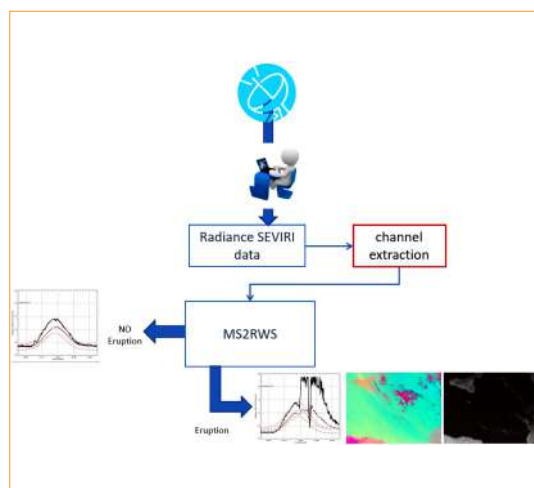 Radiance SEVIRI
data
channel
extraction
NO
Eruption
MS2RWS
Eruption